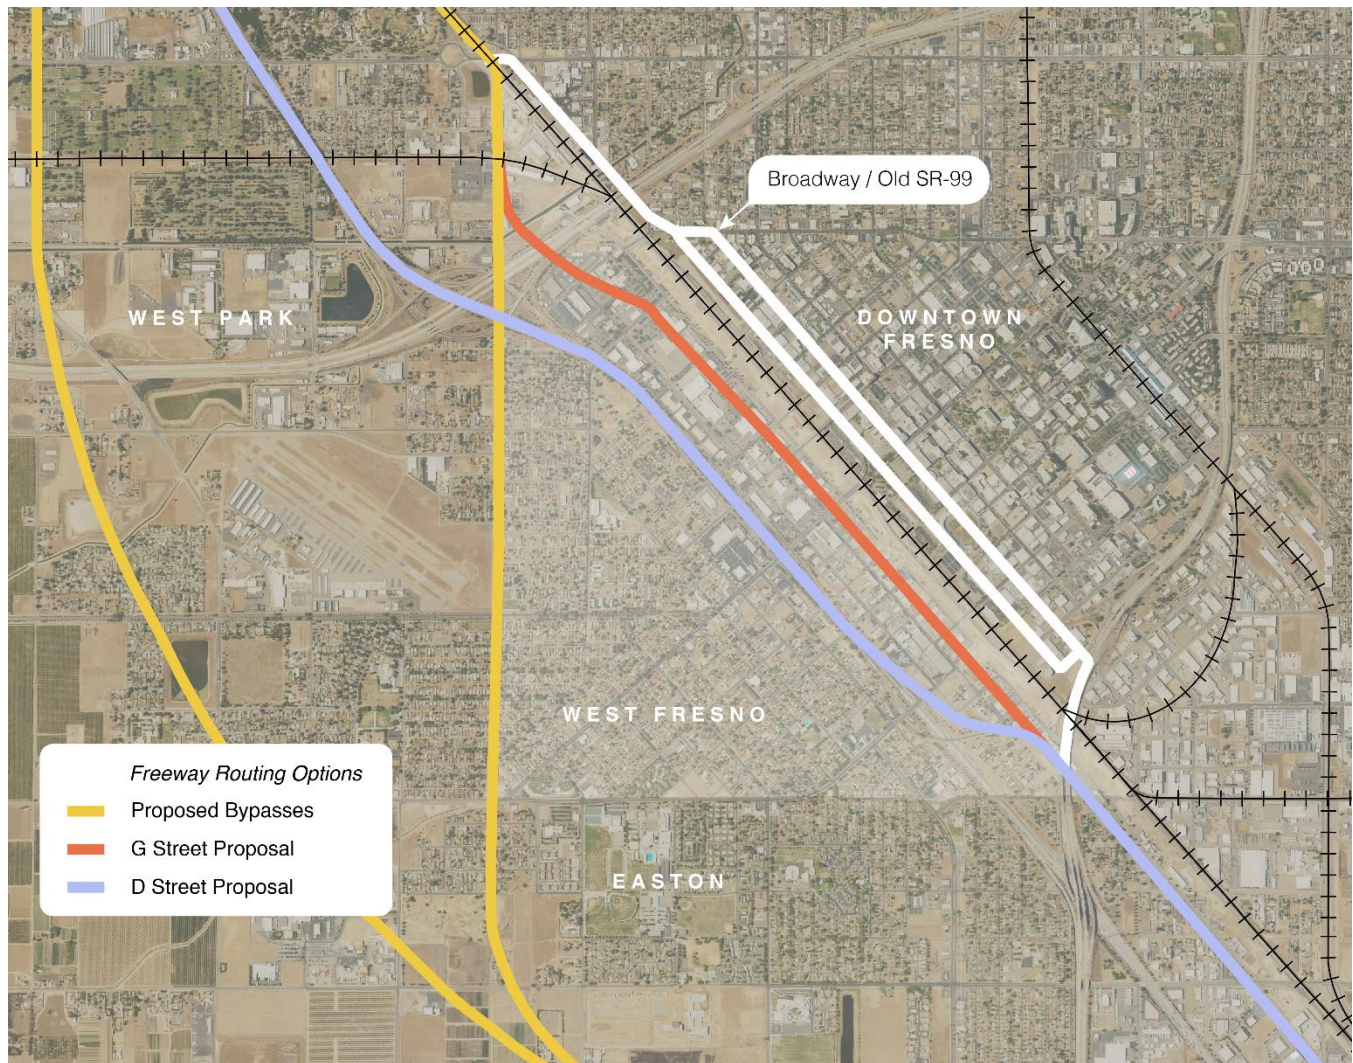 Broadway / Old SR-99
WEST PARK
DOWNTOWN
FRESNO
WEST FRESNO
EASTON
Freeway Routing Options
Proposed Bypasses
G Street Proposal
D Street Proposal